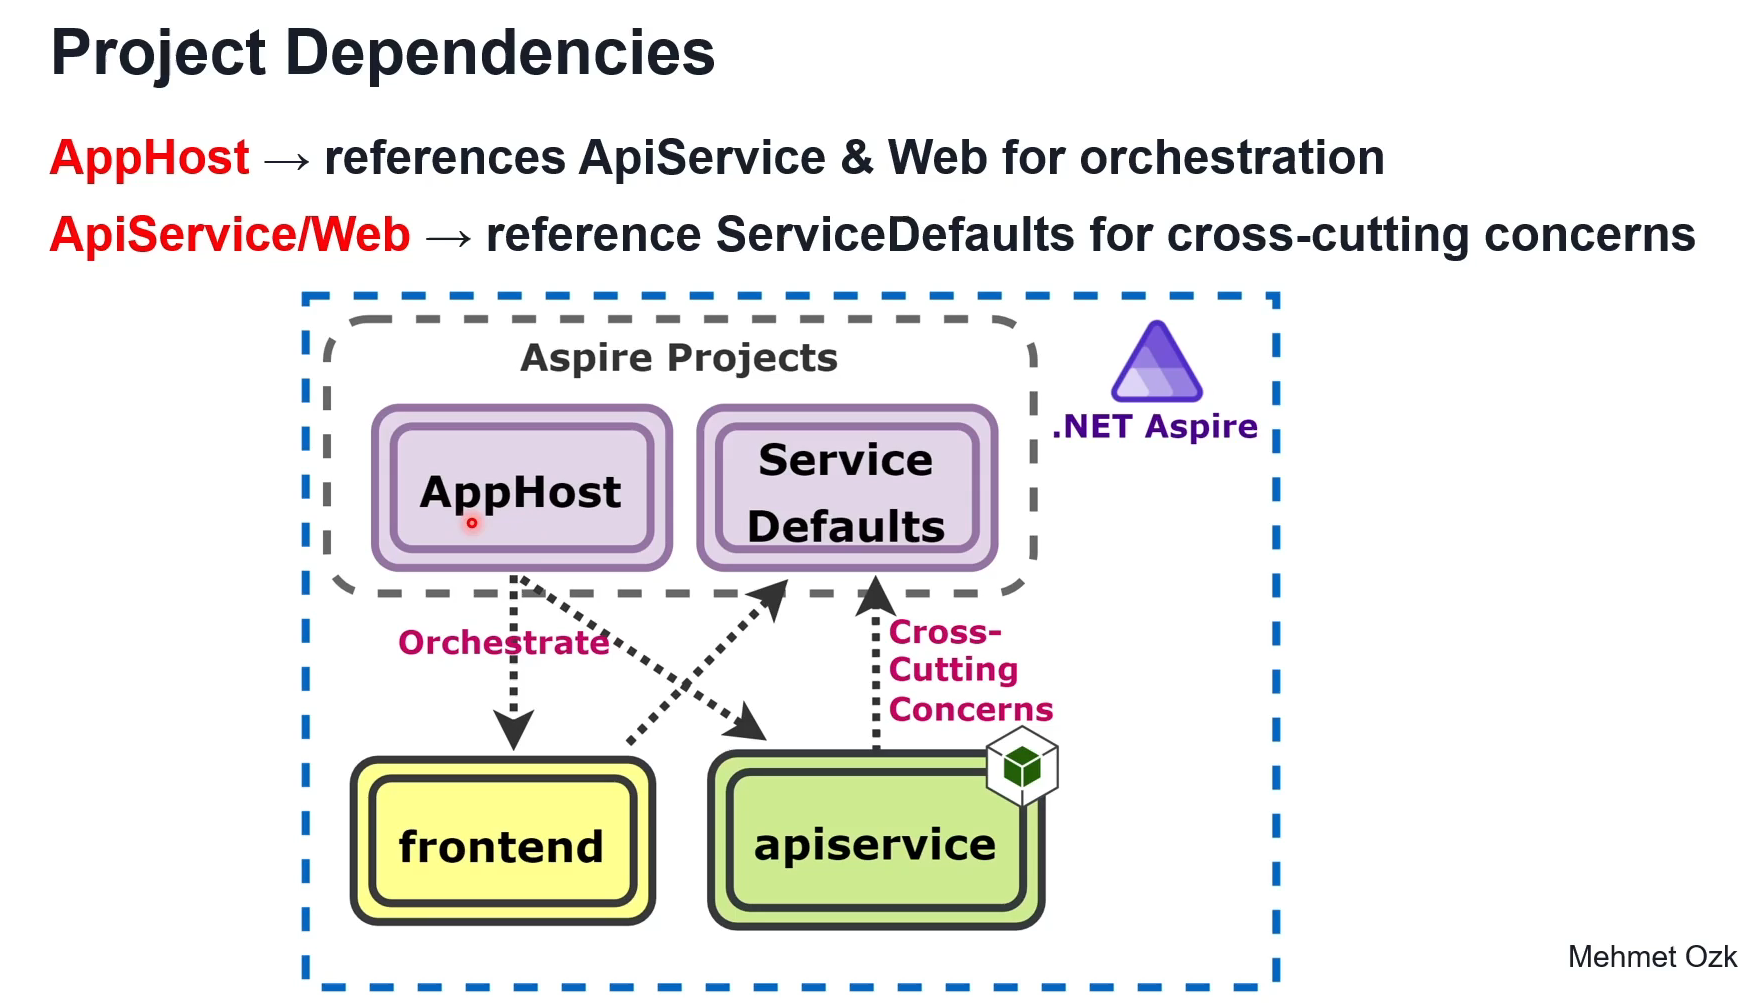 Project Dependencies
AppHost → references ApiService & Web for orchestration
ApiService/Web → reference ServiceDefaults for cross-cutting concerns
Aspire Projects
.NET Aspire
AppHost
Service
Defaults
Orchestrate
Cross-
Cutting
Concerns
frontend
apiservice
Mehmet Ozk